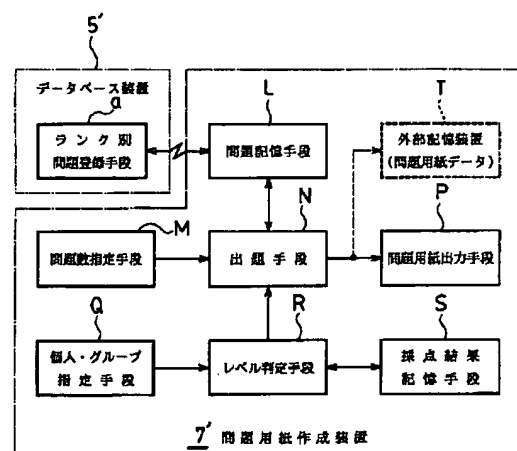 5'
データベース装置
a
ランク別
問題登録手段
L
問題記憶手段
T
外部記憶装置
(問題用紙データ)
M
問題数指定手段
N
出題手段
P
問題用紙出力手段
Q
個人・グループ
指定手段
R
レベル判定手段
S
採点結果
記憶手段
7' 問題用紙作成装置